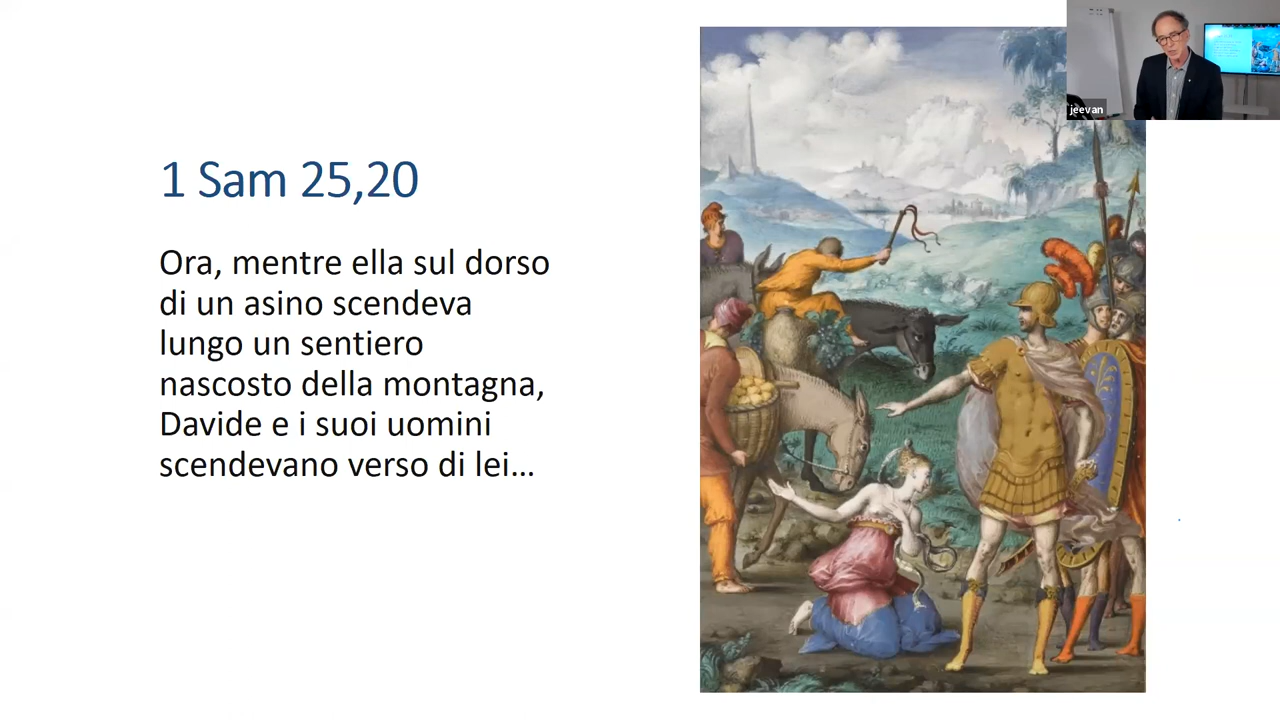 1 Sam 25,20
Ora, mentre ella sul dorso
di un asino scendeva
lungo un sentiero
nascosto della montagna,
Davide e i suoi uomini
scendevano verso di lei...
jeevan